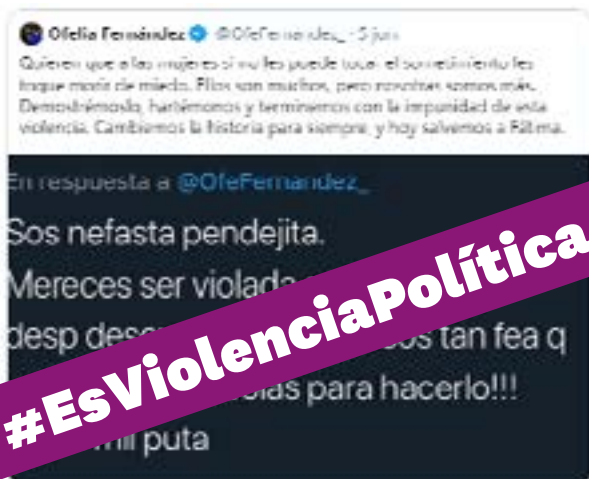 Ofelia Fernández @OfeFernandez_ · 5 jun.
Quieren que a las mujeres si no les puede tocar el sometimiento les
toque morir de miedo. Ellos son muchos, pero nosotras somos más.
Demostrémoslo, hartémonos y terminemos con la impunidad de esta
violencia. Cambiemos la historia para siempre, y hoy salvemos a Fátima.
En respuesta a @OfeFernandez_
Sos nefasta pendejita.
Mereces ser violada
desp tan fea q
para hacerlo!!!
mil puta
#EsViolenciaPolítica